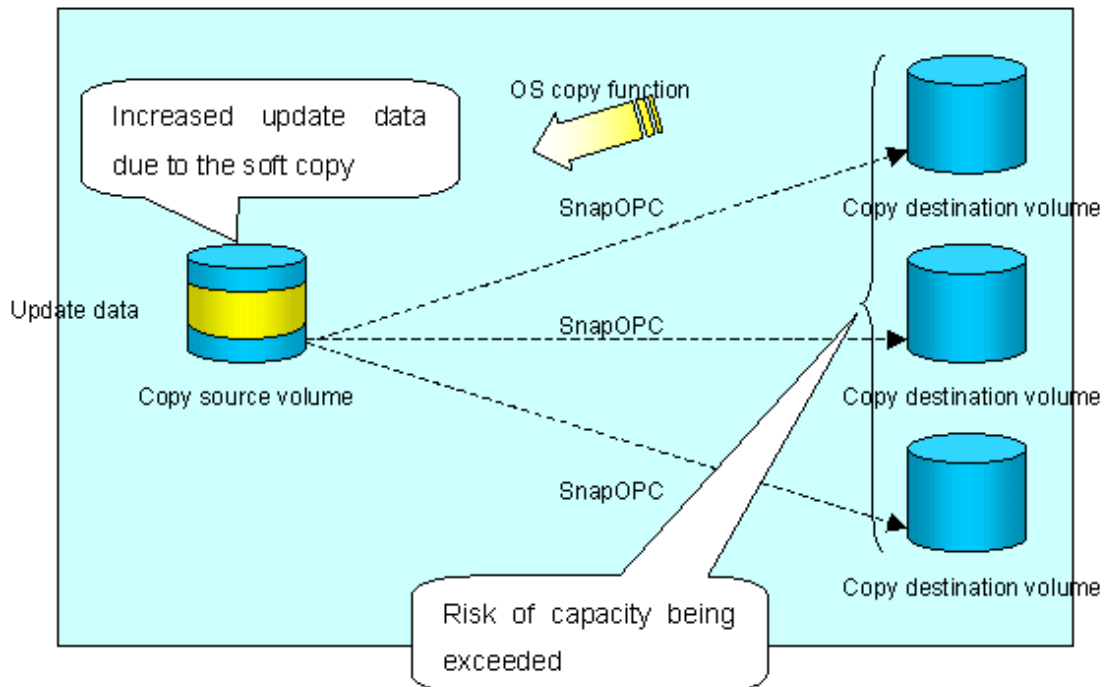 OS copy function
Increased update data
due to the soft copy
SnapOPC
Copy destination volume
Update data
SnapOPC
Copy source volume
Copy destination volume
SnapOPC
Copy destination volume
Risk of capacity being
exceeded